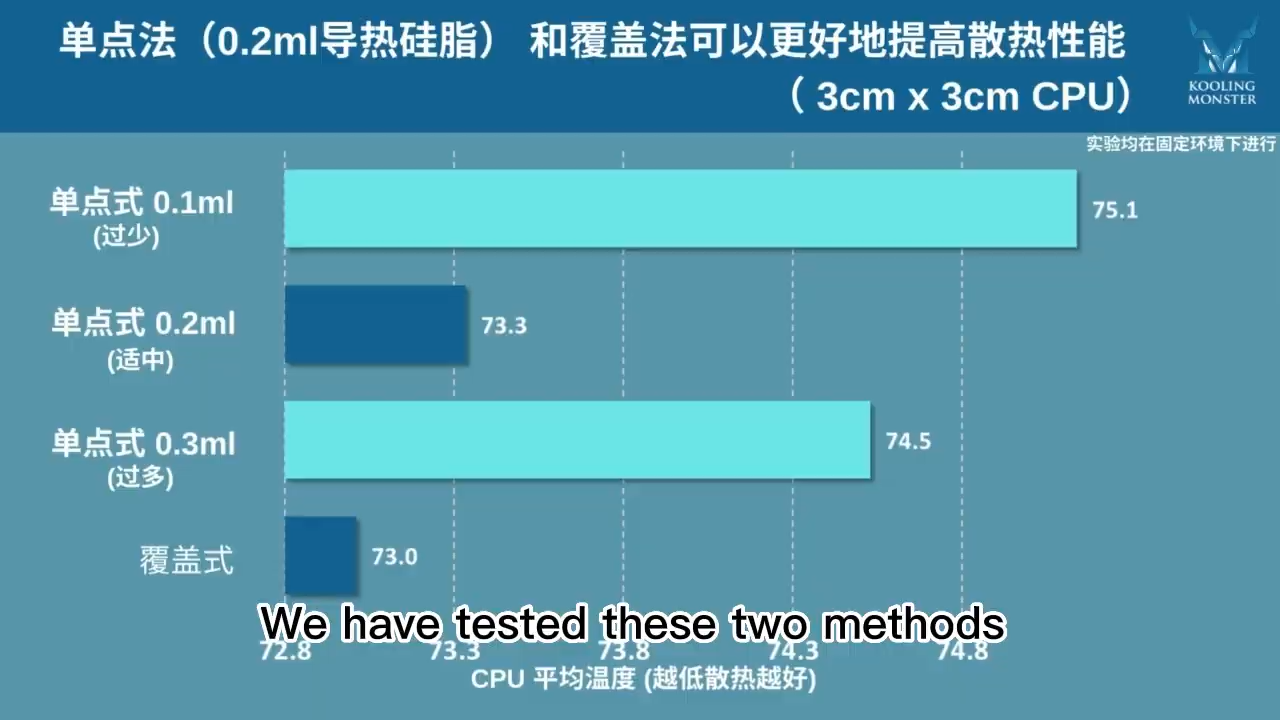 单点法（0.2ml导热硅脂） 和覆盖法可以更好地提高散热性能
（ 3cm x 3cm CPU）
KOOLING
MONSTER
实验均在固定环境下进行
单点式 0.1ml
(过少)
75.1
单点式 0.2ml
(适中)
73.3
单点式 0.3ml
(过多)
74.5
覆盖式
73.0
We have tested these two methods
72.8 73.3 73.8 74.3 74.8
CPU 平均温度 (越低散热越好)